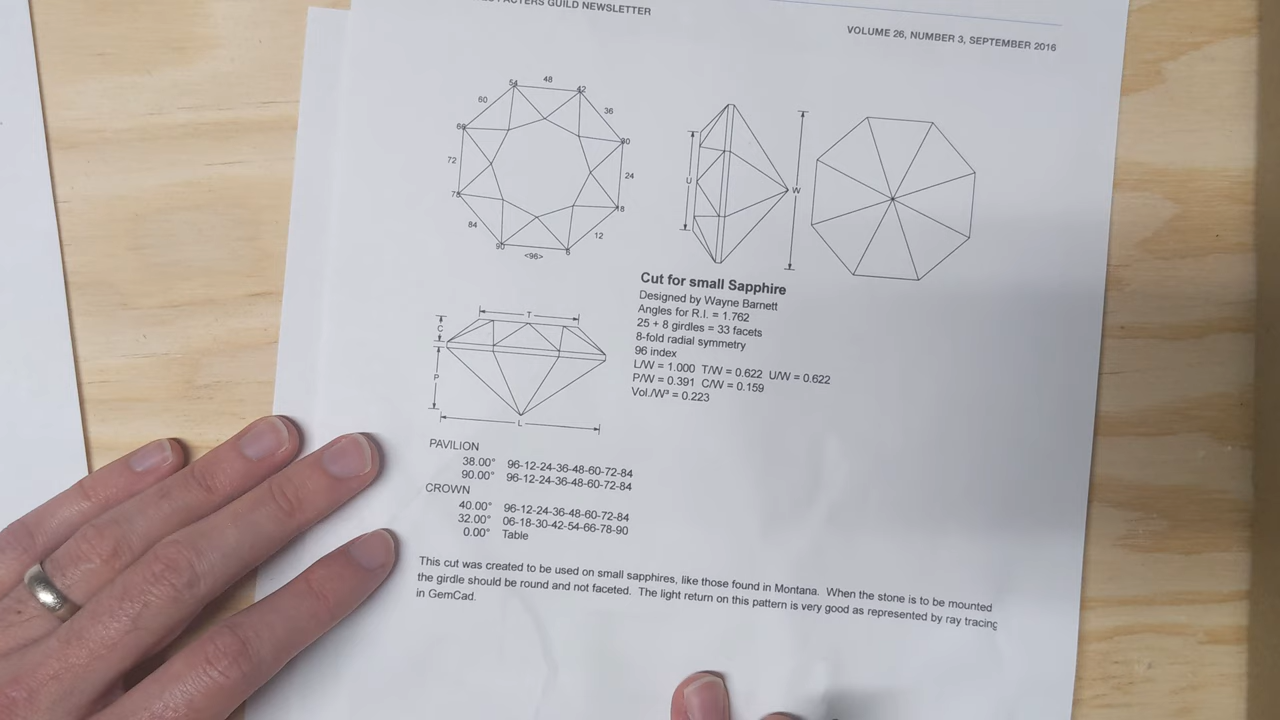 GUILD NEWSLETTER
VOLUME 26, NUMBER 3, SEPTEMBER 2016
54 48 42
60 36
66 30
72 24
78 18
84 12
90 <96> 6
U W
Cut for small Sapphire
Designed by Wayne Barnett
Angles for R.I. = 1.762
25 + 8 girdles = 33 facets
8-fold radial symmetry
96 index
L/W = 1.000 T/W = 0.622 U/W = 0.622
P/W = 0.391 C/W = 0.159
Vol./W³ = 0.223
T
C
P
L
PAVILION
38.00° 96-12-24-36-48-60-72-84
90.00° 96-12-24-36-48-60-72-84
CROWN
40.00° 96-12-24-36-48-60-72-84
32.00° 06-18-30-42-54-66-78-90
0.00° Table
This cut was created to be used on small sapphires, like those found in Montana. When the stone is to be mounted
the girdle should be round and not faceted. The light return on this pattern is very good as represented by ray tracing
in GemCad.